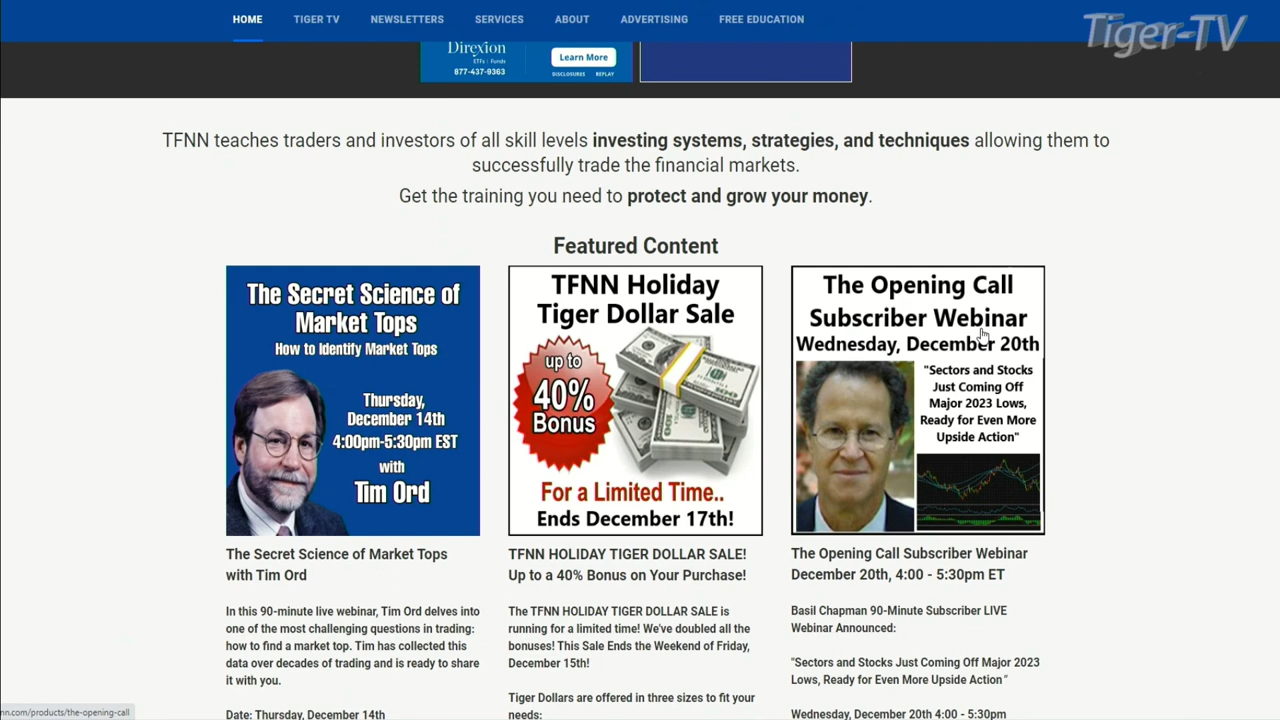 HOME TIGER TV NEWSLETTERS SERVICES ABOUT ADVERTISING FREE EDUCATION
Tiger-TV
Direxion
ETFs | Funds
877-437-9363
Learn More
DISCLOSURES REPLAY
TFNN teaches traders and investors of all skill levels investing systems, strategies, and techniques allowing them to
successfully trade the financial markets.
Get the training you need to protect and grow your money.
Featured Content
The Secret Science of
Market Tops
How to Identify Market Tops
Thursday,
December 14th
4:00pm-5:30pm EST
with
Tim Ord
The Secret Science of Market Tops
with Tim Ord
In this 90-minute live webinar, Tim Ord delves into
one of the most challenging questions in trading:
how to find a market top. Tim has collected this
data over decades of trading and is ready to share
it with you.
Date: Thursday, December 14th
TFNN Holiday
Tiger Dollar Sale
up to
40%
Bonus
For a Limited Time..
Ends December 17th!
TFNN HOLIDAY TIGER DOLLAR SALE!
Up to a 40% Bonus on Your Purchase!
The TFNN HOLIDAY TIGER DOLLAR SALE is
running for a limited time! We've doubled all the
bonuses! This Sale Ends the Weekend of Friday,
December 15th!
Tiger Dollars are offered in three sizes to fit your
needs:
The Opening Call
Subscriber Webinar
Wednesday, December 20th
"Sectors and Stocks
Just Coming Off
Major 2023 Lows,
Ready for Even More
Upside Action"
The Opening Call Subscriber Webinar
December 20th, 4:00 - 5:30pm ET
Basil Chapman 90-Minute Subscriber LIVE
Webinar Announced:
"Sectors and Stocks Just Coming Off Major 2023
Lows, Ready for Even More Upside Action"
Wednesday, December 20th 4:00 - 5:30pm
nn.com/products/the-opening-call